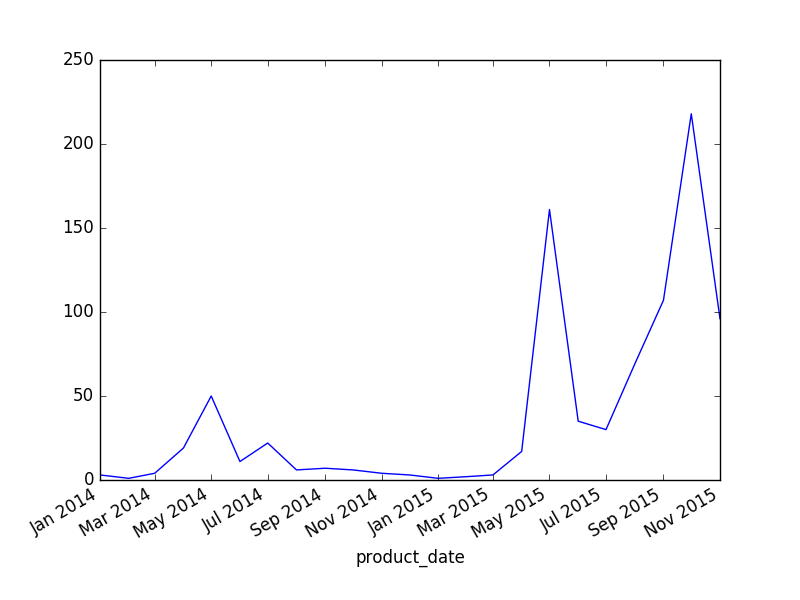 250
200
150
100
50
0
Jan 2014
Mar 2014
May 2014
Jul 2014
Sep 2014
Nov 2014
Jan 2015
Mar 2015
May 2015
Jul 2015
Sep 2015
Nov 2015
product_date